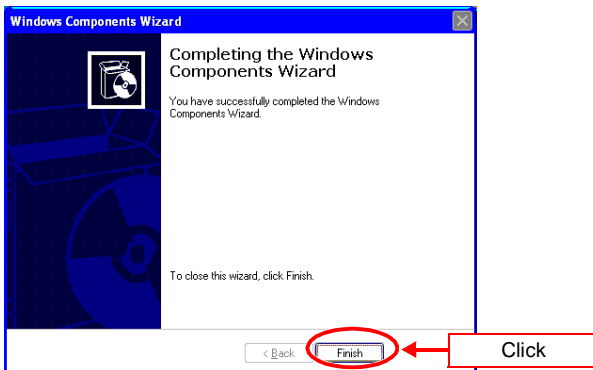 Windows Components Wizard
Completing the Windows
Components Wizard
You have successfully completed the Windows
Components Wizard.
To close this wizard, click Finish.
< Back
Finish
Click